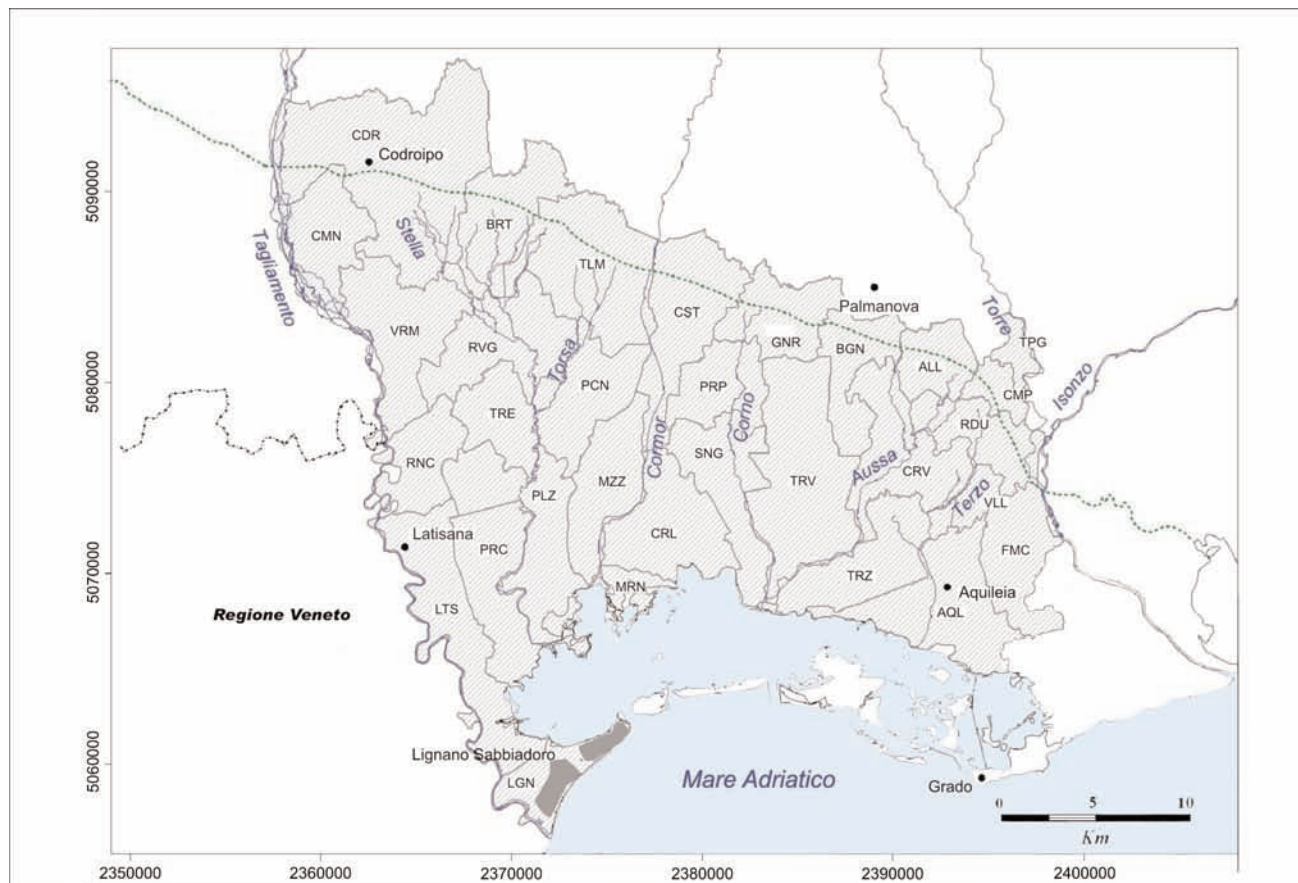 CDR
Codroipo
5090000
BRT
Stella
CMN
Tagliamento
TLM
Palmanova
CST
Torre
VRM
RVG
GNR
BGN
TPG
Torsa
ALL
Isonzo
5080000
PCN
PRP
CMP
TRE
Corno
RDU
Cormor
RNC
SNG
Aussa
CRV
MZZ
TRV
PLZ
Terzo
VLL
Latisana
PRC
CRL
FMC
5070000
TRZ
MRN
Aquileia
Regione Veneto
LTS
AQL
Lignano Sabbiadoro
5060000
LGN
Mare Adriatico
Grado
0 5 10
Km
2350000 2360000 2370000 2380000 2390000 2400000